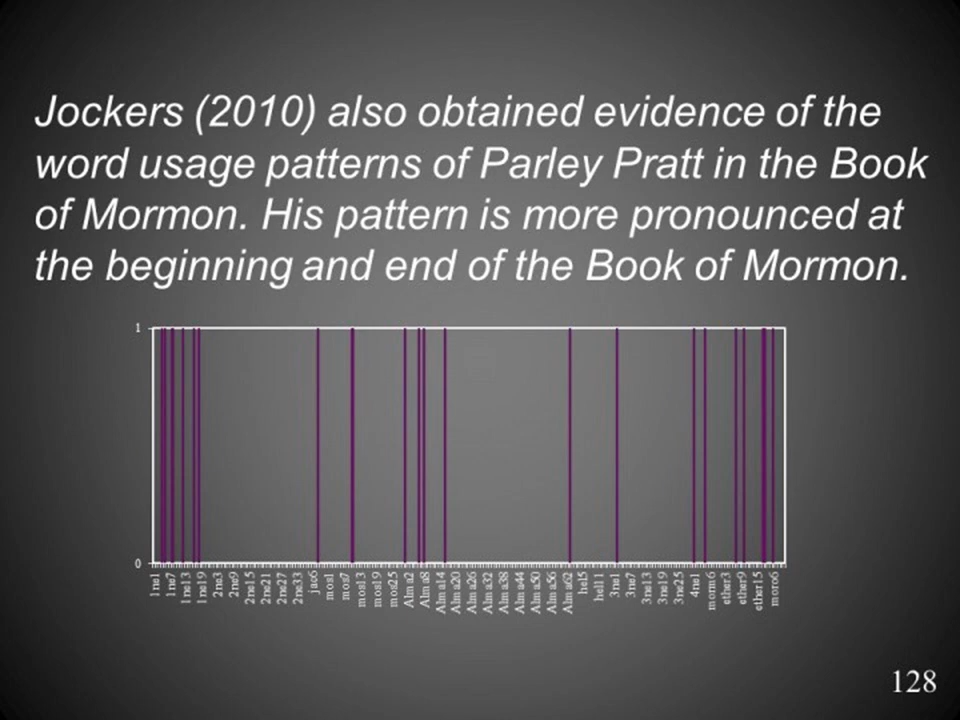 Jockers (2010) also obtained evidence of the
word usage patterns of Parley Pratt in the Book
of Mormon. His pattern is more pronounced at
the beginning and end of the Book of Mormon.
1
0
1ne1
1ne7
1ne13
1ne19
2ne3
2ne9
2ne15
2ne21
2ne27
2ne33
jac6
mos1
mos7
mos13
mos19
mos25
Alma2
Alma8
Alma14
Alma20
Alma26
Alma32
Alma38
Alma44
Alma50
Alma56
Alma62
hel5
hel11
3ne1
3ne7
3ne13
3ne19
3ne25
4ne1
morm6
ether3
ether9
ether15
moro6
128